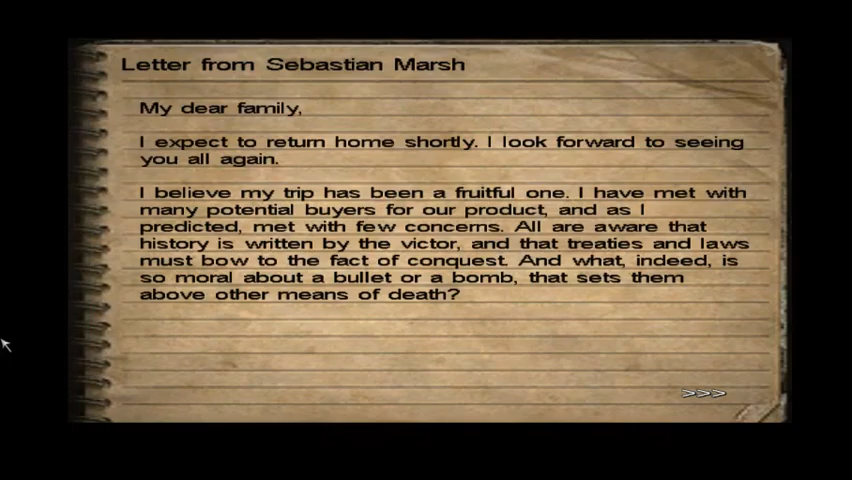 Letter from Sebastian Marsh
My dear family,
I expect to return home shortly. I look forward to seeing
you all again.
I believe my trip has been a fruitful one. I have met with
many potential buyers for our product, and as I
predicted, met with few concerns. All are aware that
history is written by the victor, and that treaties and laws
must bow to the fact of conquest. And what, indeed, is
so moral about a bullet or a bomb, that sets them
above other means of death?
>>>